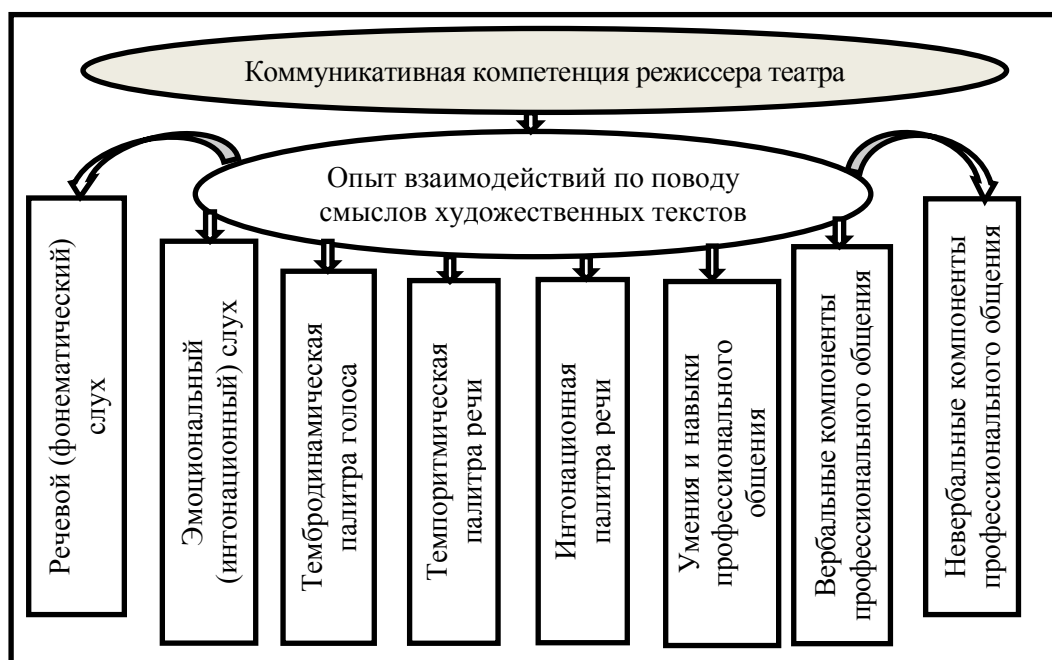 Коммуникативная компетенция режиссера театра
Опыт взаимодействий по поводу
смыслов художественных текстов
Речевой (фонематический)
слух
Эмоциональный
(интонационный) слух
Тембродинамическая
палитра голоса
Темпоритмическая
палитра речи
Интонационная
палитра речи
Умения и навыки
профессионального
общения
Вербальные компоненты
профессионального общения
Невербальные компоненты
профессионального общения